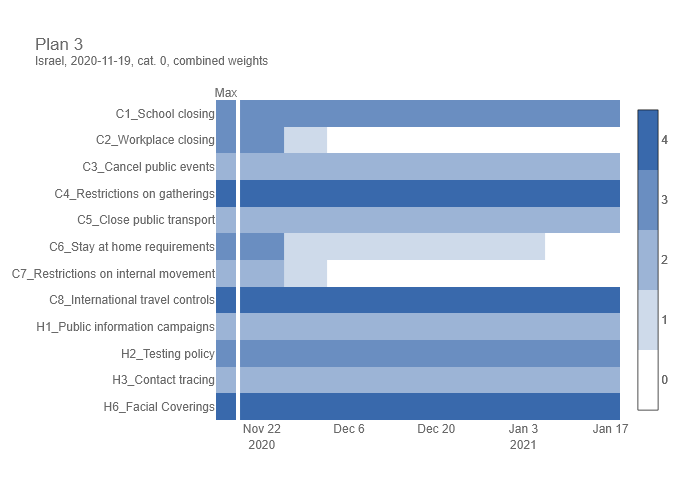 Plan 3
Israel, 2020-11-19, cat. 0, combined weights
Max
C1_School closing
C2_Workplace closing
C3_Cancel public events
C4_Restrictions on gatherings
C5_Close public transport
C6_Stay at home requirements
C7_Restrictions on internal movement
C8_International travel controls
H1_Public information campaigns
H2_Testing policy
H3_Contact tracing
H6_Facial Coverings
Nov 22 Dec 6 Dec 20 Jan 3 Jan 17
2020 2021
4
3
2
1
0